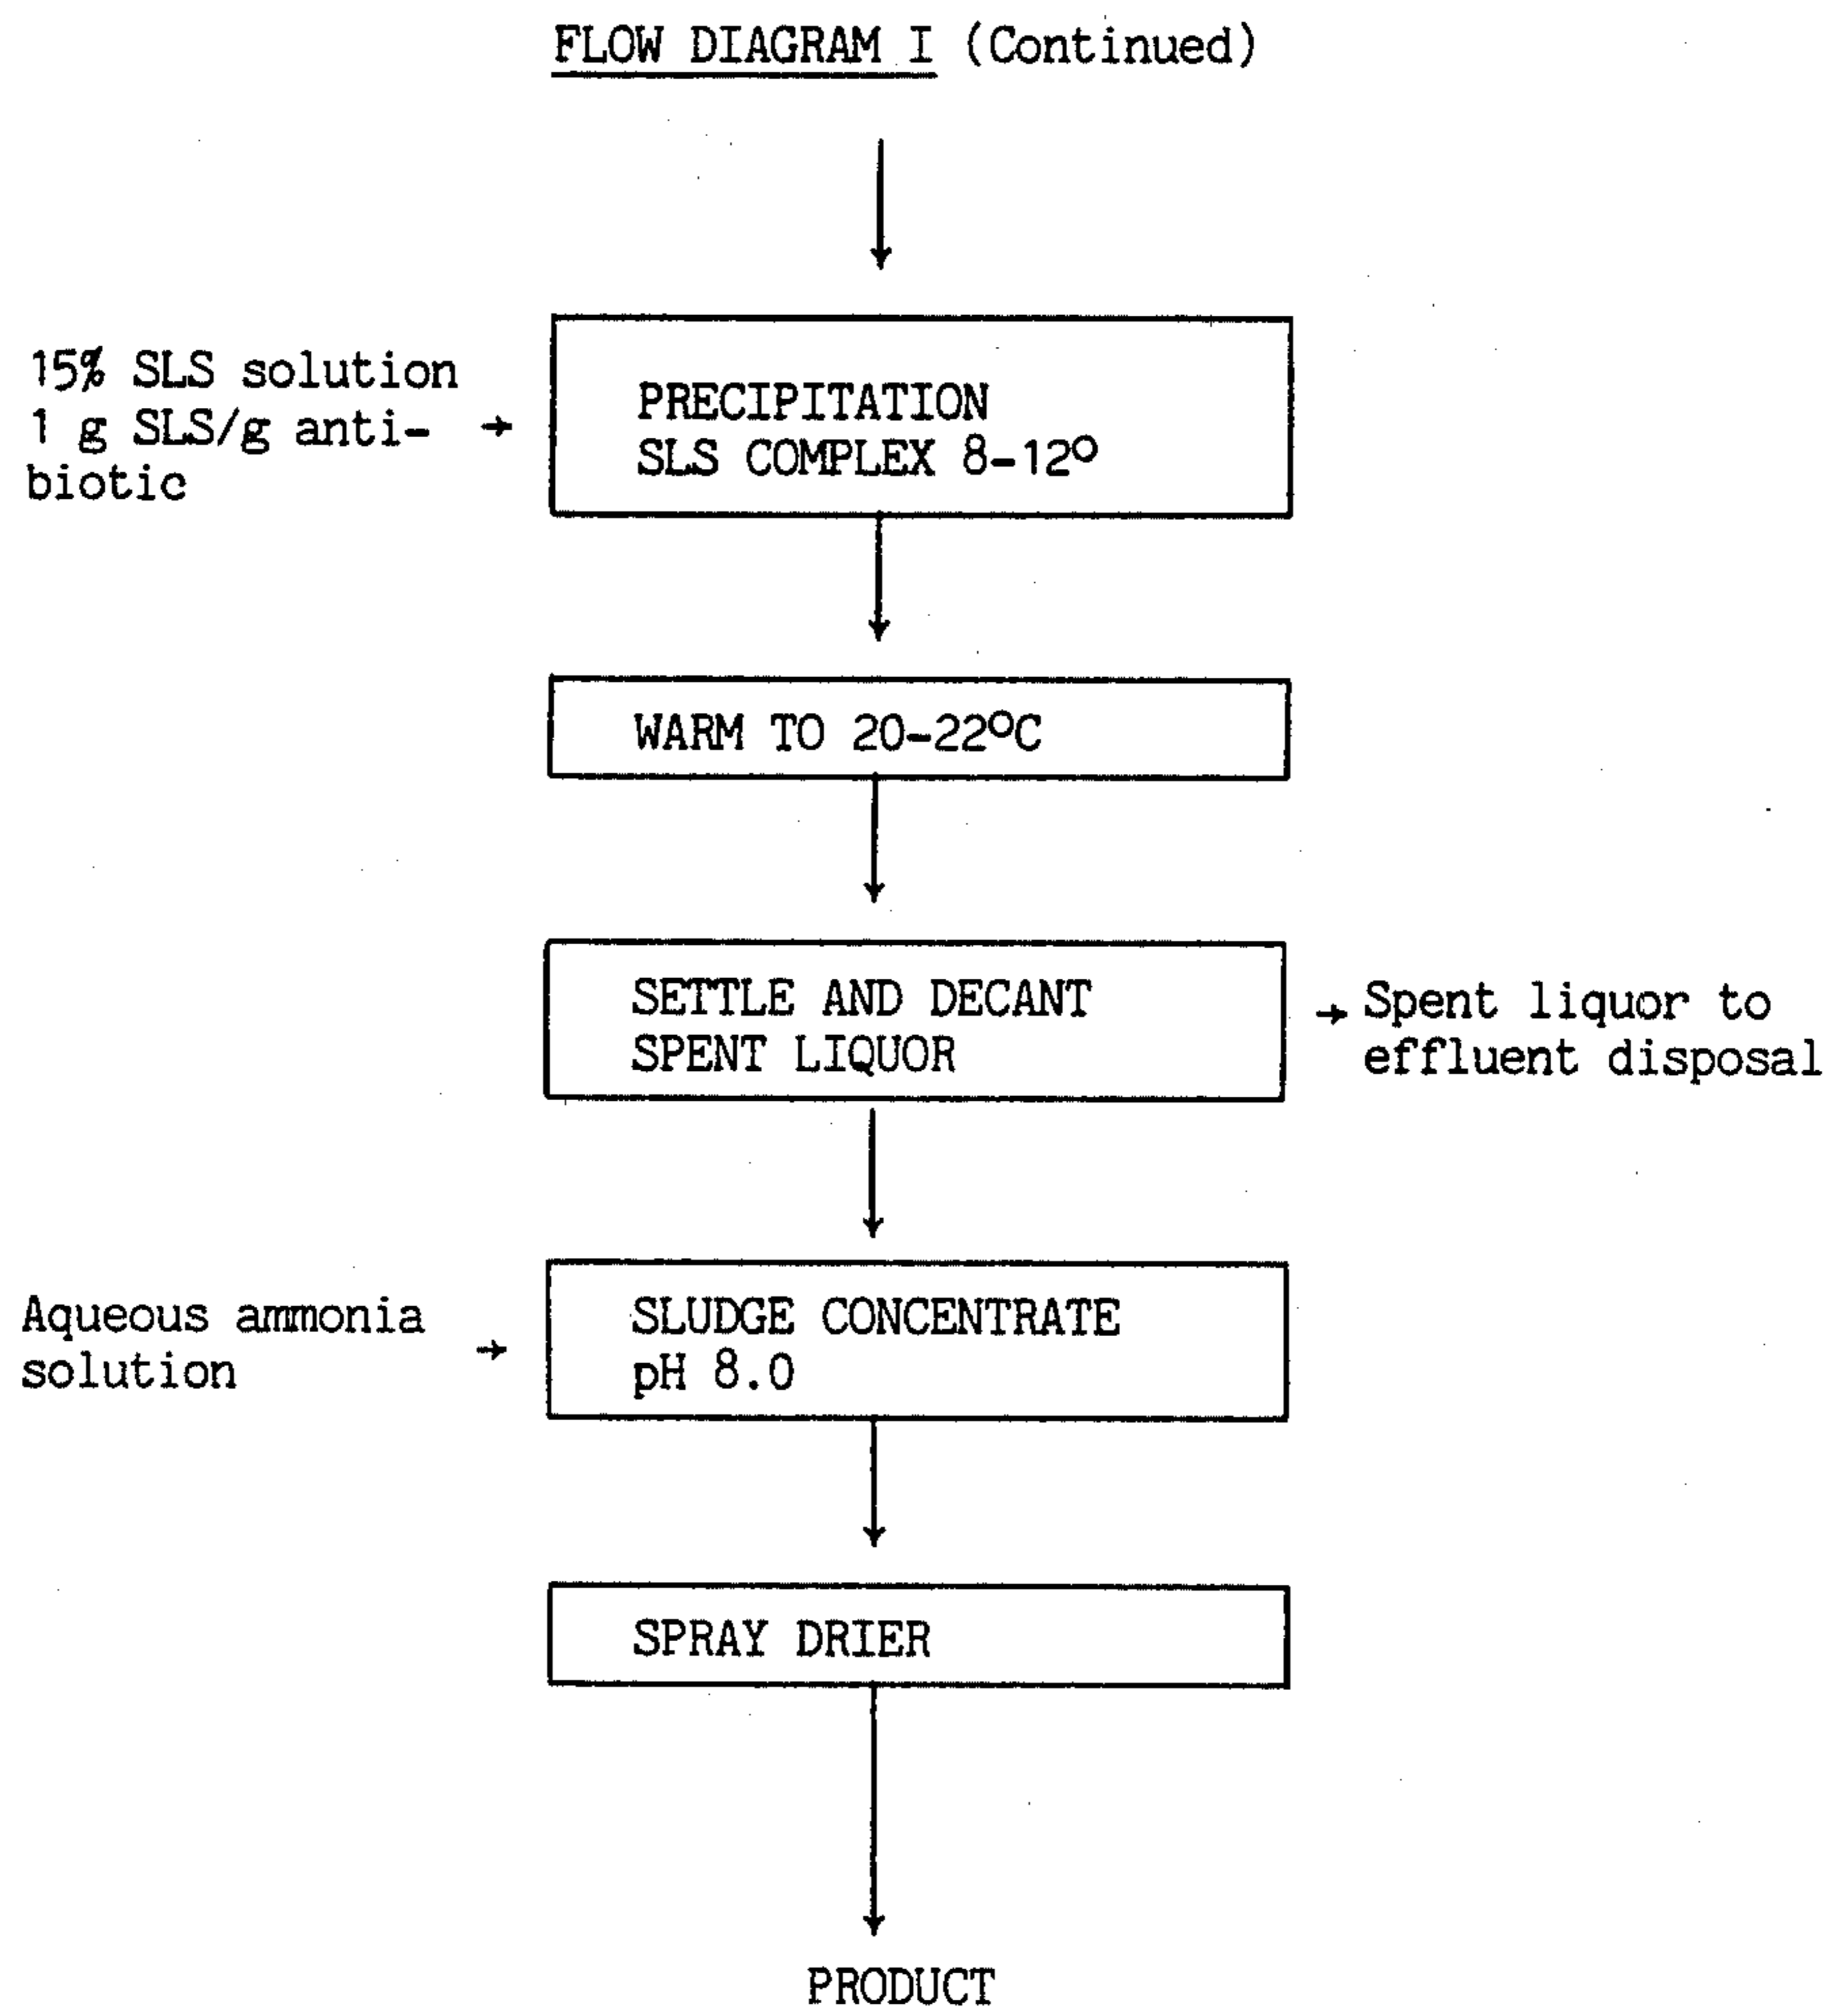 FLOW DIAGRAM I (Continued)
15% SLS solution
1 g SLS/g anti-
biotic
PRECIPITATION
SLS COMPLEX 8-12°
WARM TO 20-22°C
SETTLE AND DECANT
SPENT LIQUOR
Spent liquor to
effluent disposal
Aqueous ammonia
solution
SLUDGE CONCENTRATE
pH 8.0
SPRAY DRIER
PRODUCT